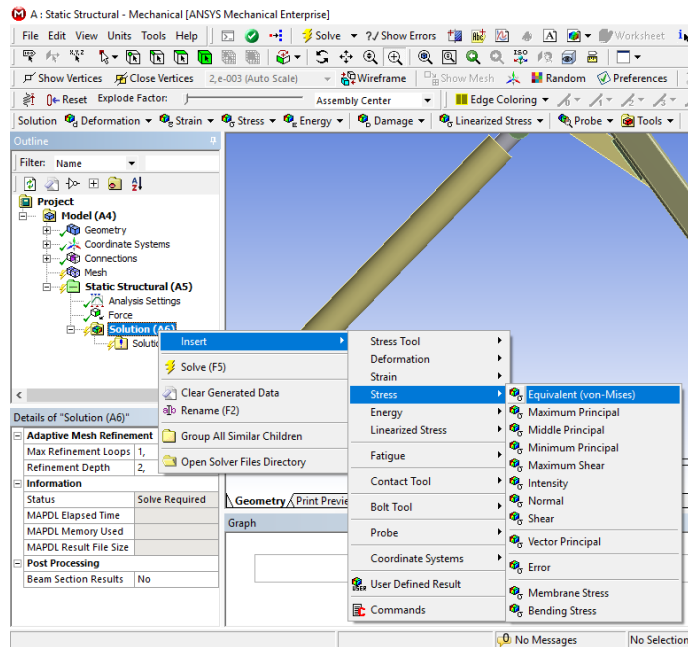 A : Static Structural - Mechanical [ANSYS Mechanical Enterprise]
File Edit View Units Tools Help Solve ?/ Show Errors Worksheet
Show Vertices Close Vertices 2,e-003 (Auto Scale) Wireframe Show Mesh Random Preferences
Reset Explode Factor: Assembly Center Edge Coloring
Solution Deformation Strain Stress Energy Damage Linearized Stress Probe Tools
Outline
Filter: Name
Project
Model (A4)
Geometry
Coordinate Systems
Connections
Mesh
Static Structural (A5)
Analysis Settings
Force
Solution (A6)
Solutio
Insert
Solve (F5)
Clear Generated Data
Rename (F2)
Group All Similar Children
Open Solver Files Directory
Stress Tool
Deformation
Strain
Stress
Energy
Linearized Stress
Fatigue
Contact Tool
Bolt Tool
Probe
Coordinate Systems
User Defined Result
Commands
Equivalent (von-Mises)
Maximum Principal
Middle Principal
Minimum Principal
Maximum Shear
Intensity
Normal
Shear
Vector Principal
Error
Membrane Stress
Bending Stress
Details of "Solution (A6)"
Adaptive Mesh Refinement
Max Refinement Loops 1,
Refinement Depth 2,
Information
Status Solve Required
MAPDL Elapsed Time
MAPDL Memory Used
MAPDL Result File Size
Post Processing
Beam Section Results No
Geometry Print Previe
Graph
0 No Messages No Selection